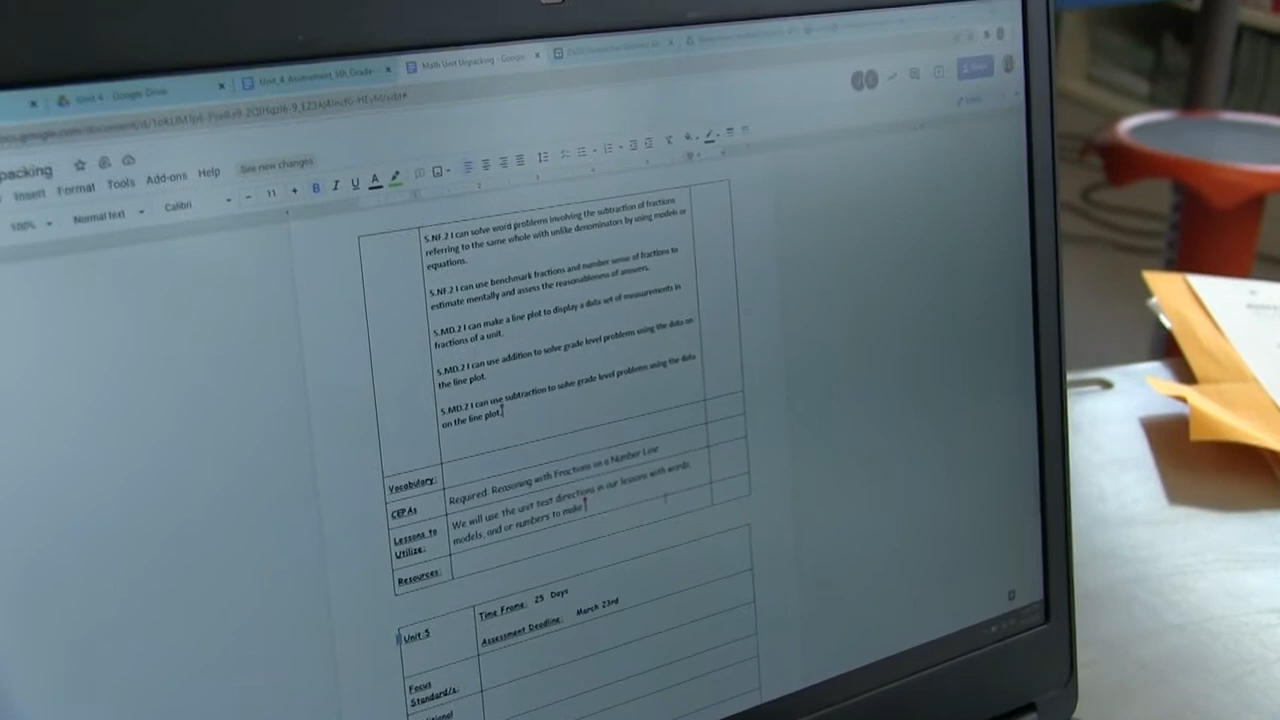 Unit 4 - Google Drive
Unit_4_Assessment_5th_Grade
Math Unit Unpacking - Google
packing
Insert Format Tools Add-ons Help See new changes
100% Normal text Calibri - 11 + B I U A
5.NF.2 I can solve word problems involving the subtraction of fractions
referring to the same whole with unlike denominators by using models or
equations.
5.NF.2 I can use benchmark fractions and number sense of fractions to
estimate mentally and assess the reasonableness of answers.
5.MD.2 I can make a line plot to display a data set of measurements in
fractions of a unit.
5.MD.2 I can use addition to solve grade level problems using the data on
the line plot.
5.MD.2 I can use subtraction to solve grade level problems using the data
on the line plot.
Vocabulary:
CEPAs Required: Reasoning with Fractions on a Number Line
Lessons to Utilize: We will use the unit test directions in our lessons with words,
models, and or numbers to make
Resources:
Unit:5 Time Frame: 25 Days
Assessment Deadline: March 23rd
Focus
Standard/s: